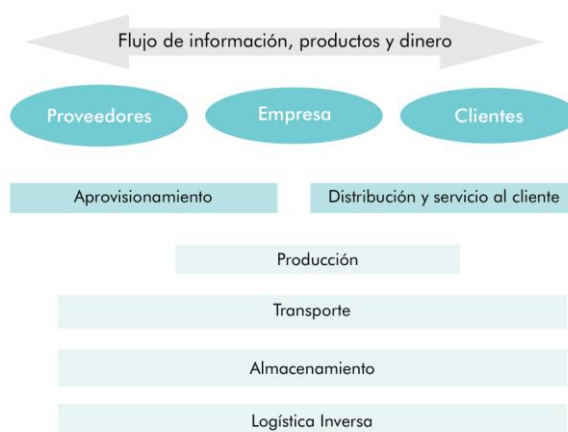 Flujo de información, productos y dinero
Proveedores
Empresa
Clientes
Aprovisionamiento
Distribución y servicio al cliente
Producción
Transporte
Almacenamiento
Logística Inversa